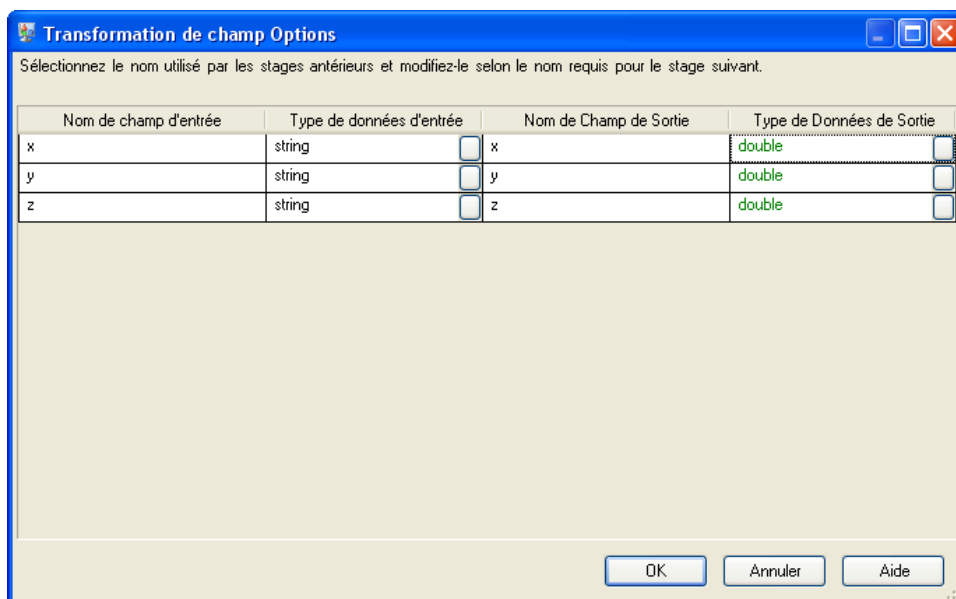 Transformation de champ Options
Sélectionnez le nom utilisé par les stages antérieurs et modifiez-le selon le nom requis pour le stage suivant.
Nom de champ d'entrée Type de données d'entrée Nom de Champ de Sortie Type de Données de Sortie
x string x double
y string y double
z string z double
OK Annuler Aide